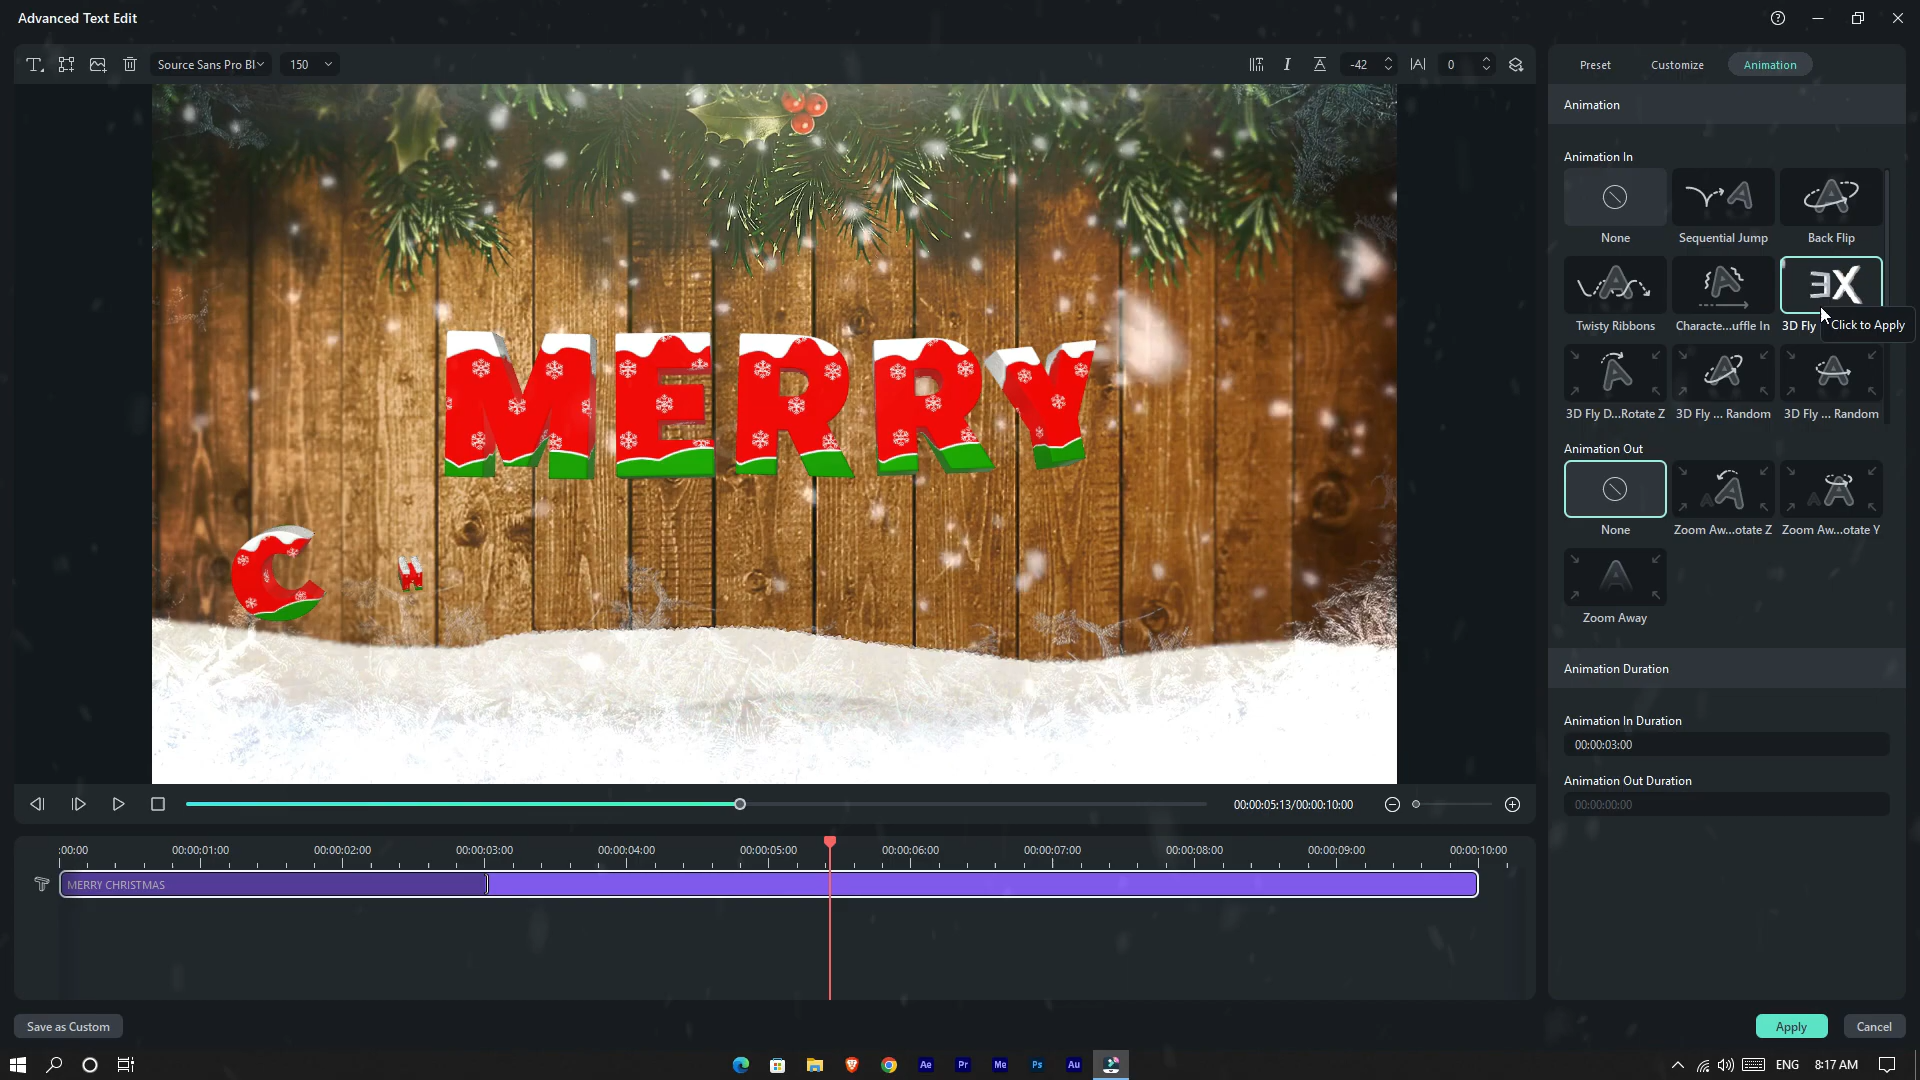 Advanced Text Edit
Source Sans Pro Bl
150
-42
0
Preset
Customize
Animation
Animation
Animation In
None
Sequential Jump
Back Flip
Twisty Ribbons
Characte...uffle In
3D Fly
Click to Apply
3D Fly D...Rotate Z
3D Fly ... Random
3D Fly ... Random
Animation Out
None
Zoom Aw...otate Z
Zoom Aw...otate Y
Zoom Away
Animation Duration
Animation In Duration
00:00:03:00
Animation Out Duration
00:00:00:00
MERRY
C H
00:00:05:13/00:00:10:00
:00:00
00:00:01:00
00:00:02:00
00:00:03:00
00:00:04:00
00:00:05:00
00:00:06:00
00:00:07:00
00:00:08:00
00:00:09:00
00:00:10:00
MERRY CHRISTMAS
Save as Custom
Apply
Cancel
Ae
Pr
Me
Ps
Au
ENG
8:17 AM